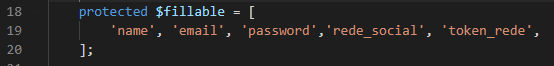 18 protected $fillable = [
19 'name', 'email', 'password','rede_social', 'token_rede',
20 ];